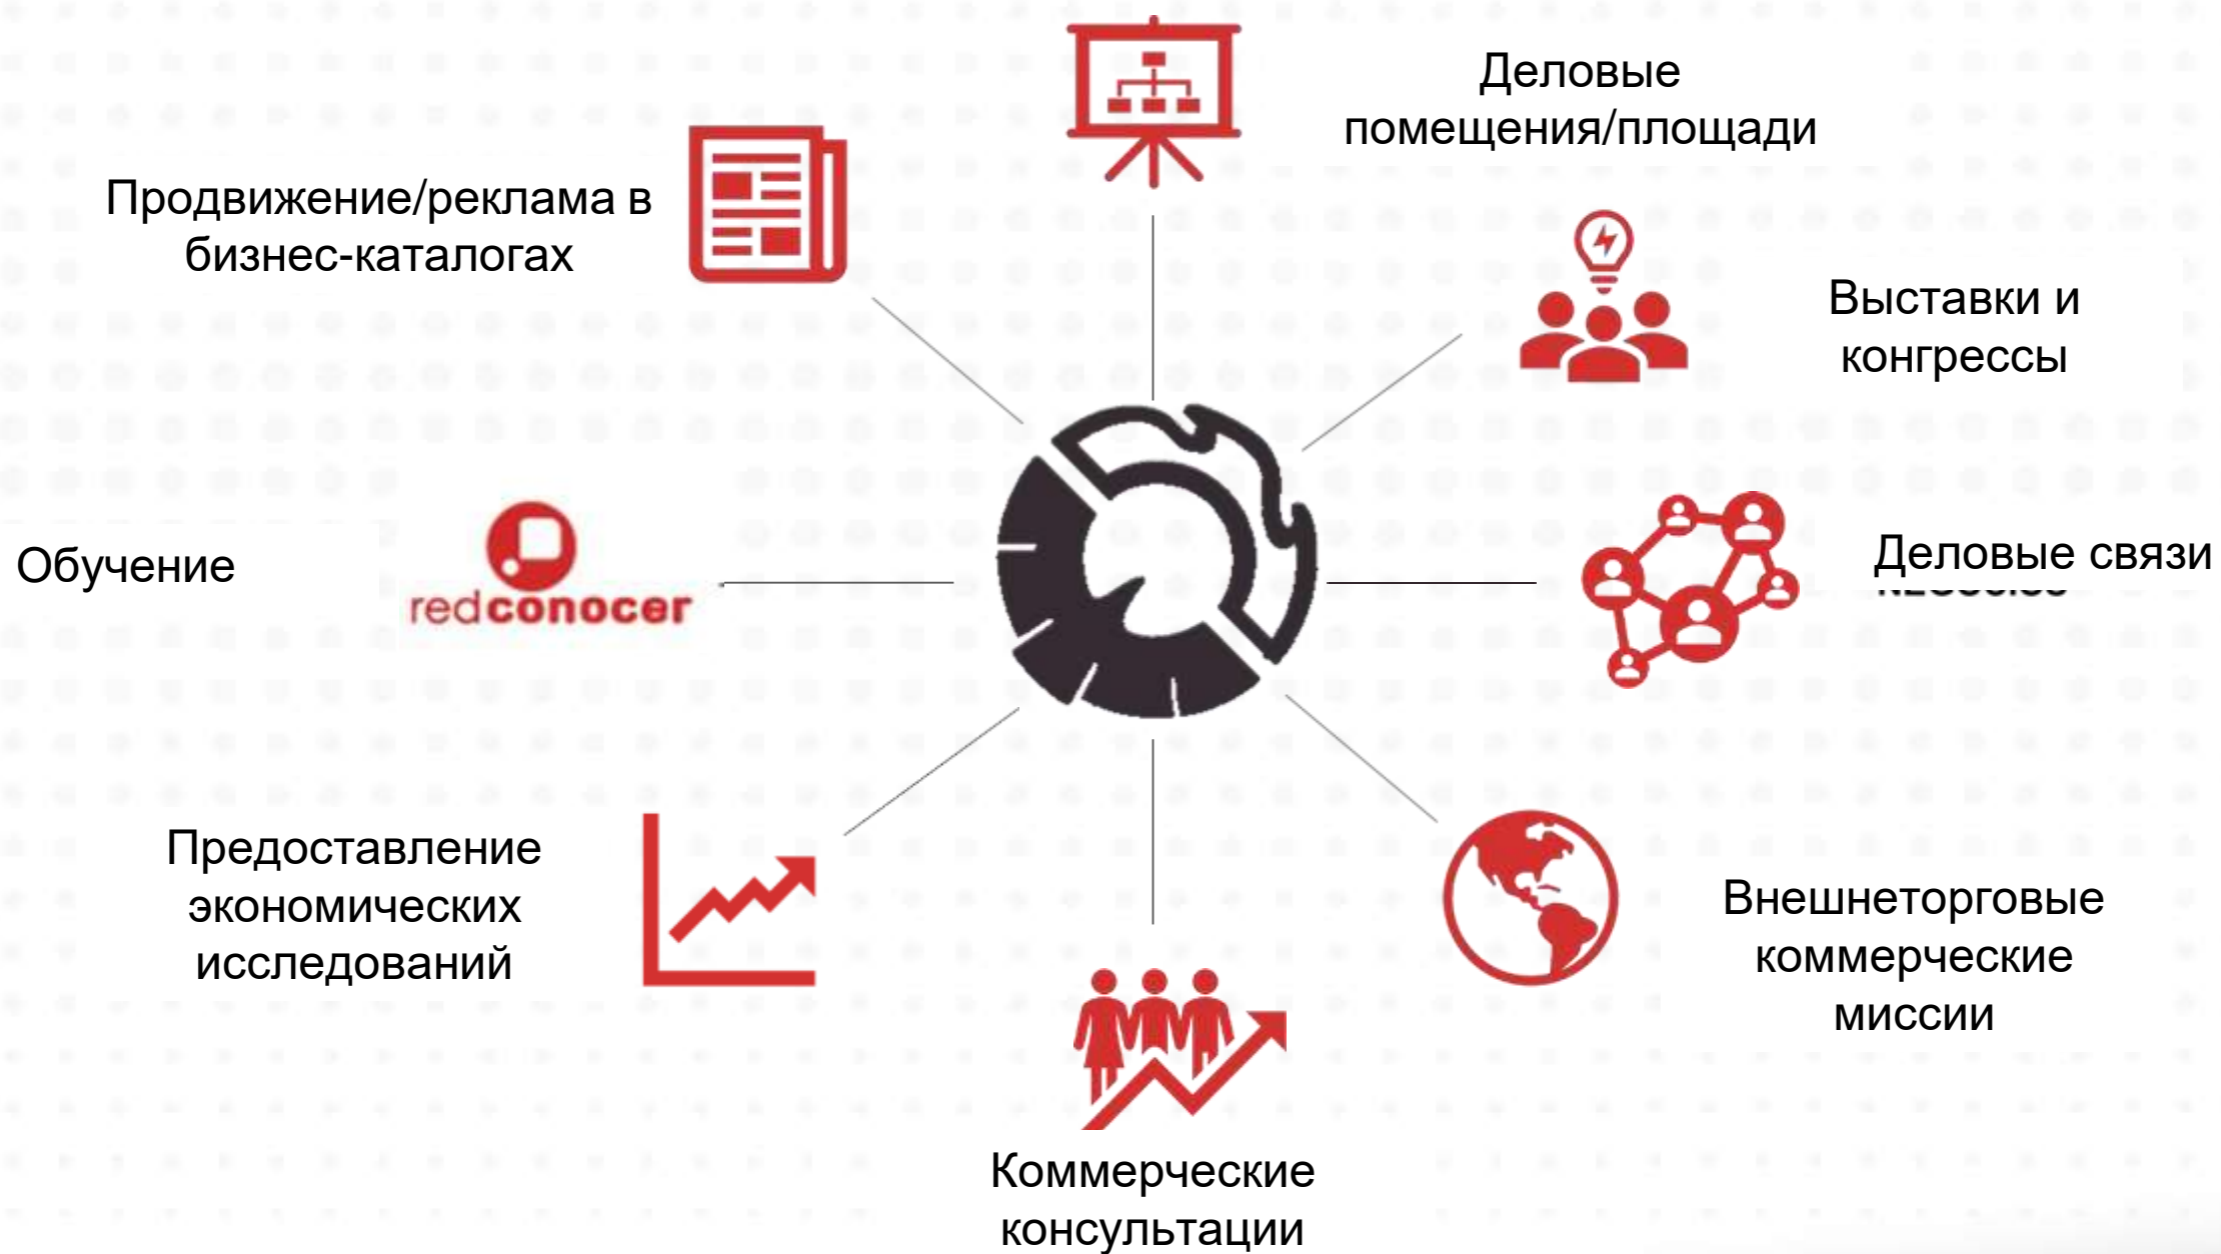 Деловые
помещения/площади
Продвижение/реклама в
бизнес-каталогах
Выставки и
конгрессы
Обучение
redconocer
Деловые связи
Предоставление
экономических
исследований
Внешнеторговые
коммерческие
миссии
Коммерческие
консультации